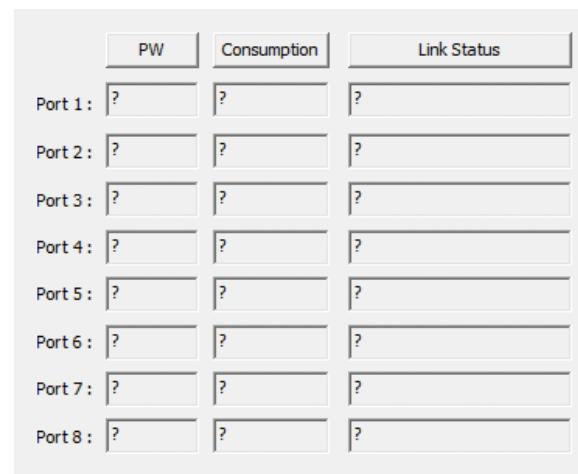 PW Consumption Link Status
Port 1 : ? ? ?
Port 2 : ? ? ?
Port 3 : ? ? ?
Port 4 : ? ? ?
Port 5 : ? ? ?
Port 6 : ? ? ?
Port 7 : ? ? ?
Port 8 : ? ? ?